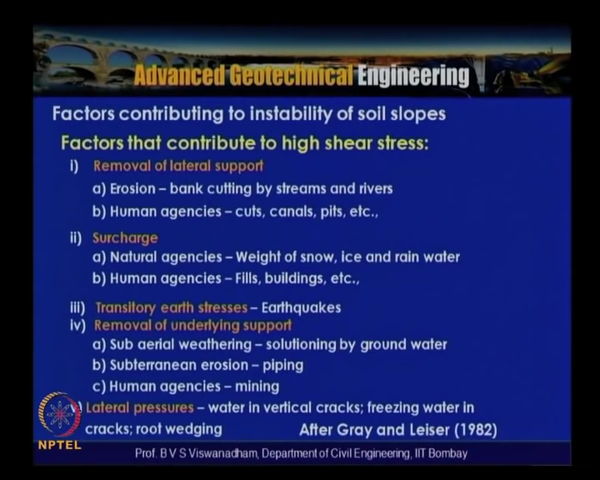 Advanced Geotechnical Engineering
Factors contributing to instability of soil slopes
Factors that contribute to high shear stress:
i) Removal of lateral support
a) Erosion – bank cutting by streams and rivers
b) Human agencies – cuts, canals, pits, etc.,
ii) Surcharge
a) Natural agencies – Weight of snow, ice and rain water
b) Human agencies – Fills, buildings, etc.,
iii) Transitory earth stresses – Earthquakes
iv) Removal of underlying support
a) Sub aerial weathering – solutioning by ground water
b) Subterranean erosion – piping
c) Human agencies – mining
v) Lateral pressures – water in vertical cracks; freezing water in
cracks; root wedging After Gray and Leiser (1982)
NPTEL
Prof. B V S Viswanadham, Department of Civil Engineering, IIT Bombay